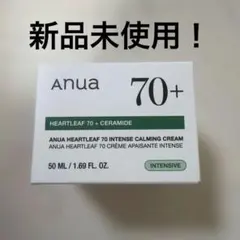 新品未使用！
Anua
70+
HEARTLEAF 70 + CERAMIDE
ANUA HEARTLEAF 70 INTENSE CALMING CREAM
ANUA HEARTLEAF 70 CRÈME APAISANTE INTENSE
50 ML / 1.69 FL. OZ.
INTENSIVE